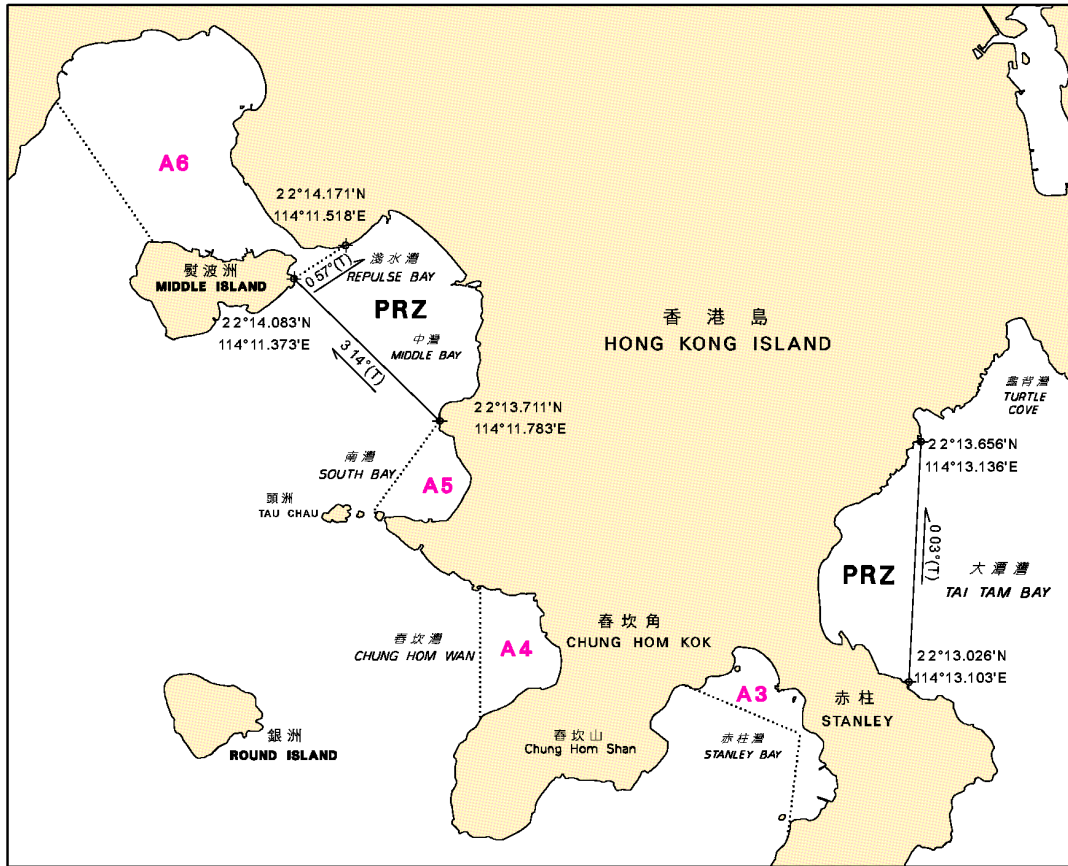 A6
22°14.171'N
114°11.518'E
淺水灣
REPULSE BAY
057°(T)
熨波洲
MIDDLE ISLAND
PRZ
22°14.083'N
114°11.373'E
中灣
MIDDLE BAY
314°(T)
香港島
HONG KONG ISLAND
龜背灣
TURTLE
COVE
22°13.711'N
114°11.783'E
22°13.656'N
114°13.136'E
南灣
SOUTH BAY
A5
頭洲
TAU CHAU
003°(T)
PRZ
大潭灣
TAI TAM BAY
舂坎角
CHUNG HOM KOK
舂坎灣
CHUNG HOM WAN
A4
22°13.026'N
114°13.103'E
A3
赤柱
STANLEY
銀洲
ROUND ISLAND
舂坎山
Chung Hom Shan
赤柱灣
STANLEY BAY